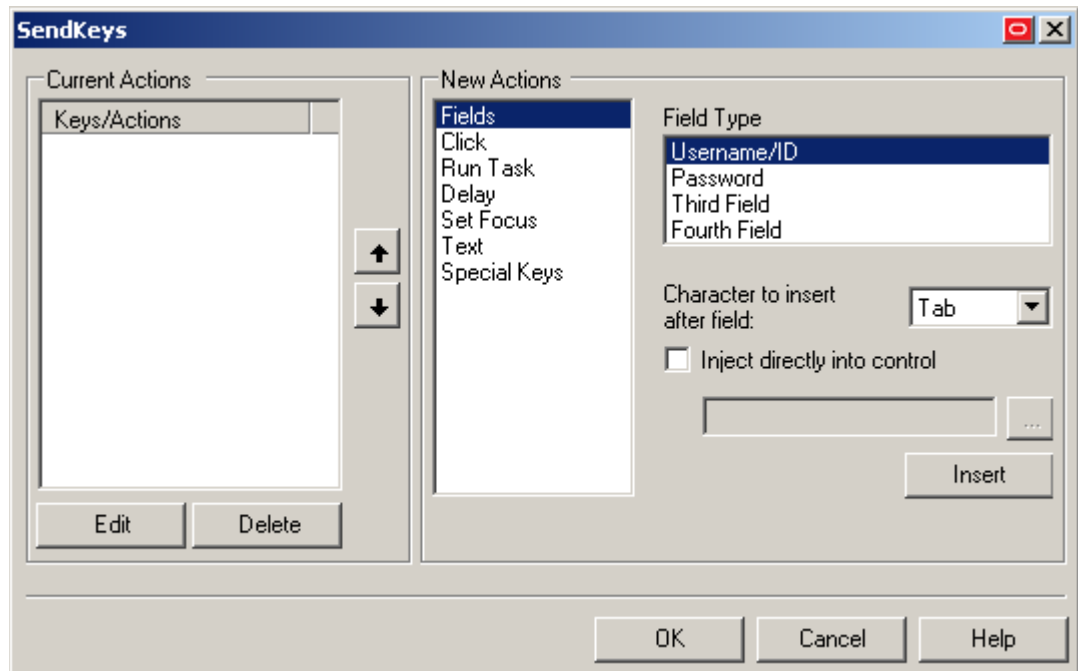 SendKeys
Current Actions
Keys/Actions
Edit
Delete
New Actions
Fields
Click
Run Task
Delay
Set Focus
Text
Special Keys
Field Type
Username/ID
Password
Third Field
Fourth Field
Character to insert
after field:
Tab
Inject directly into control
...
Insert
OK
Cancel
Help